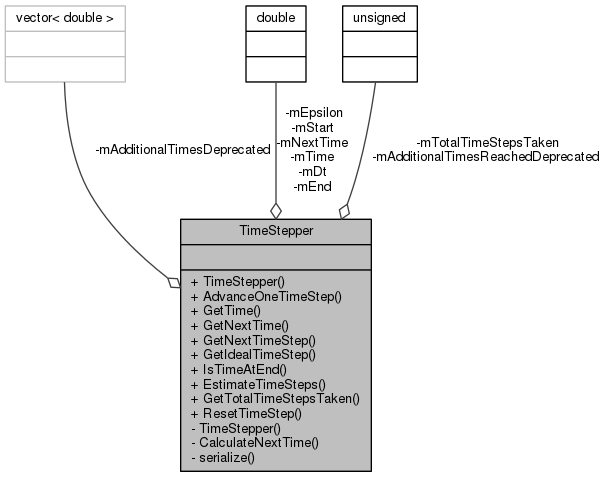 vector< double >
double
unsigned
-mAdditionalTimesDeprecated
-mEpsilon
-mStart
-mNextTime
-mTime
-mDt
-mEnd
-mTotalTimeStepsTaken
-mAdditionalTimesReachedDeprecated
TimeStepper
+ TimeStepper()
+ AdvanceOneTimeStep()
+ GetTime()
+ GetNextTime()
+ GetNextTimeStep()
+ GetIdealTimeStep()
+ IsTimeAtEnd()
+ EstimateTimeSteps()
+ GetTotalTimeStepsTaken()
+ ResetTimeStep()
- TimeStepper()
- CalculateNextTime()
- serialize()